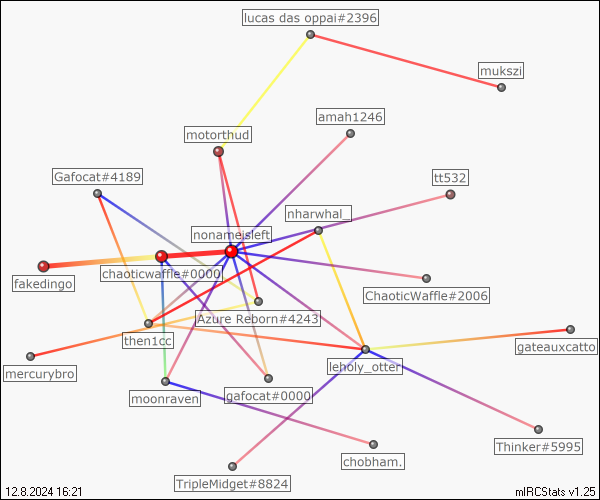 lucas das oppai#2396
mukszi
amah1246
motorthud
Gafocat#4189
tt532
nharwhal_
nonameisleft
chaoticwaffle#0000
fakedingo
ChaoticWaffle#2006
Azure Reborn#4243
then1cc
gateauxcatto
leholy_otter
mercurybro
gafocat#0000
moonraven
Thinker#5995
chobham.
TripleMidget#8824
12.8.2024 16:21
mIRCStats v1.25